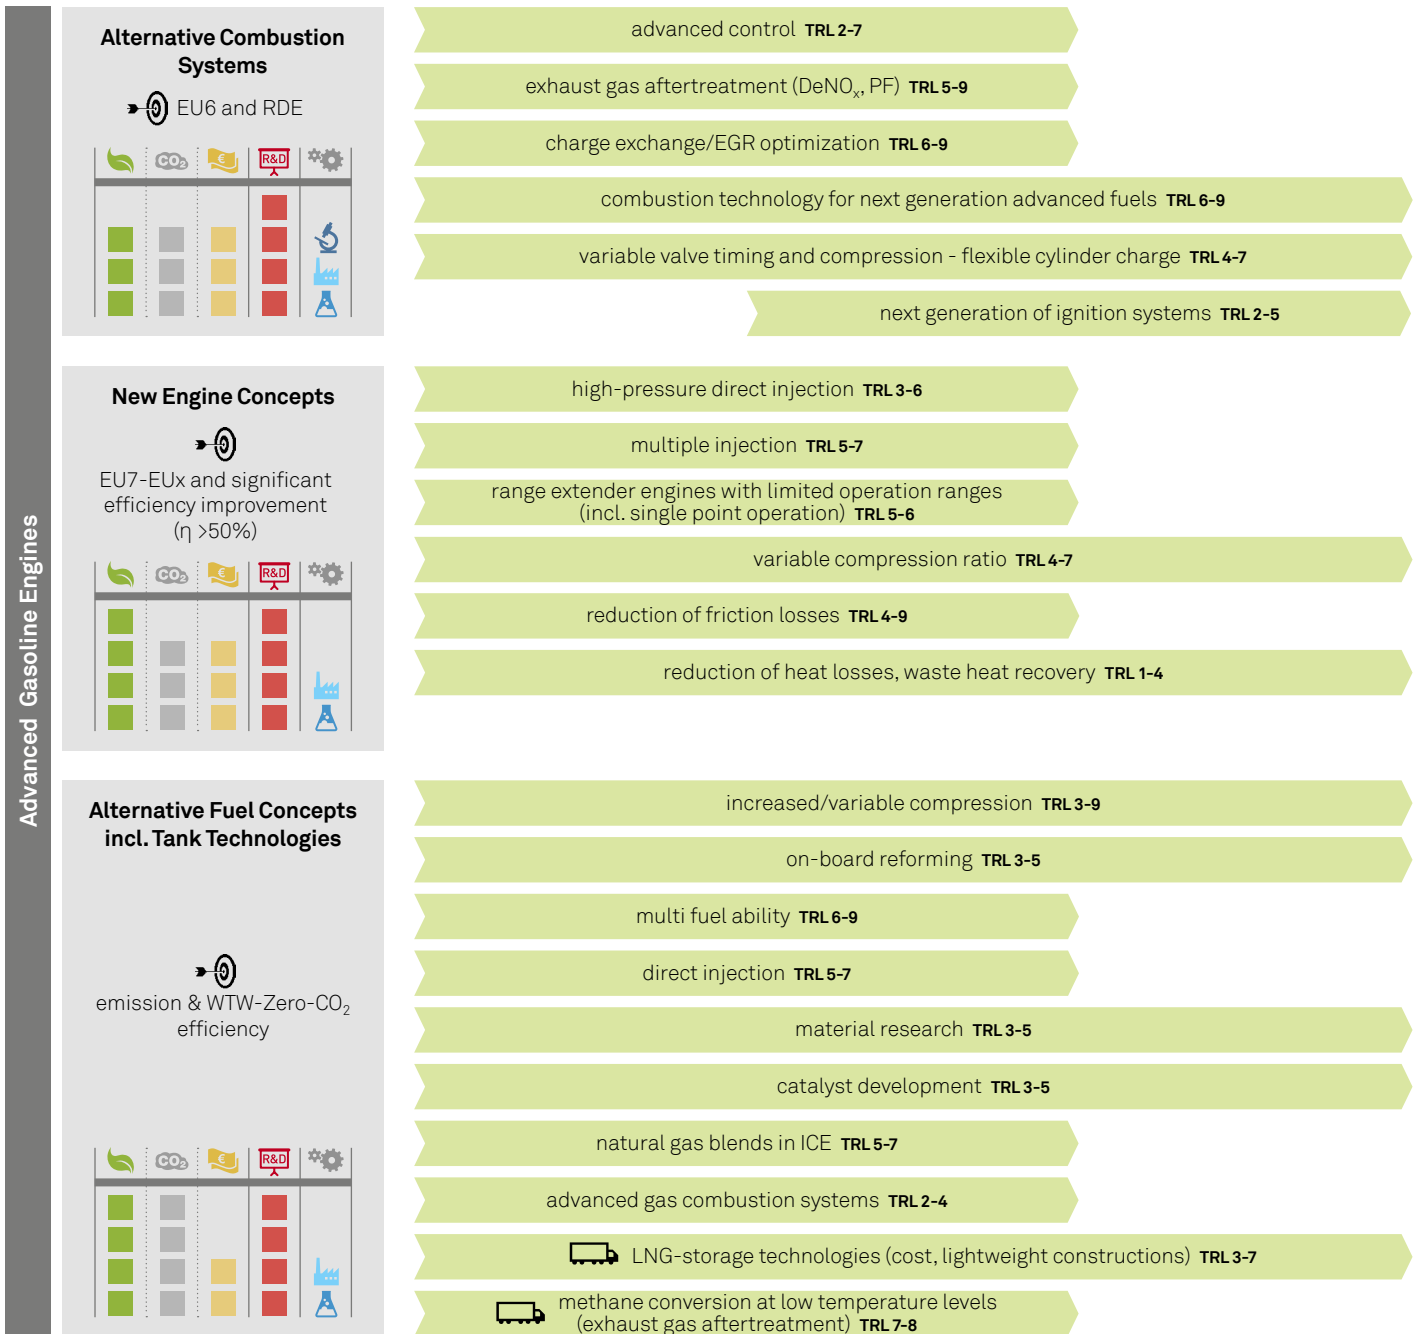 Advanced Gasoline Engines
Alternative Combustion
Systems
EU6 and RDE
CO2
€
R&D
advanced control TRL 2-7
exhaust gas aftertreatment (DeNOx, PF) TRL 5-9
charge exchange/EGR optimization TRL 6-9
combustion technology for next generation advanced fuels TRL 6-9
variable valve timing and compression - flexible cylinder charge TRL 4-7
next generation of ignition systems TRL 2-5
New Engine Concepts
EU7-EUx and significant
efficiency improvement
(η >50%)
CO2
€
R&D
high-pressure direct injection TRL 3-6
multiple injection TRL 5-7
range extender engines with limited operation ranges
(incl. single point operation) TRL 5-6
variable compression ratio TRL 4-7
reduction of friction losses TRL 4-9
reduction of heat losses, waste heat recovery TRL 1-4
Alternative Fuel Concepts
incl. Tank Technologies
emission & WTW-Zero-CO2
efficiency
CO2
€
R&D
increased/variable compression TRL 3-9
on-board reforming TRL 3-5
multi fuel ability TRL 6-9
direct injection TRL 5-7
material research TRL 3-5
catalyst development TRL 3-5
natural gas blends in ICE TRL 5-7
advanced gas combustion systems TRL 2-4
LNG-storage technologies (cost, lightweight constructions) TRL 3-7
methane conversion at low temperature levels
(exhaust gas aftertreatment) TRL 7-8